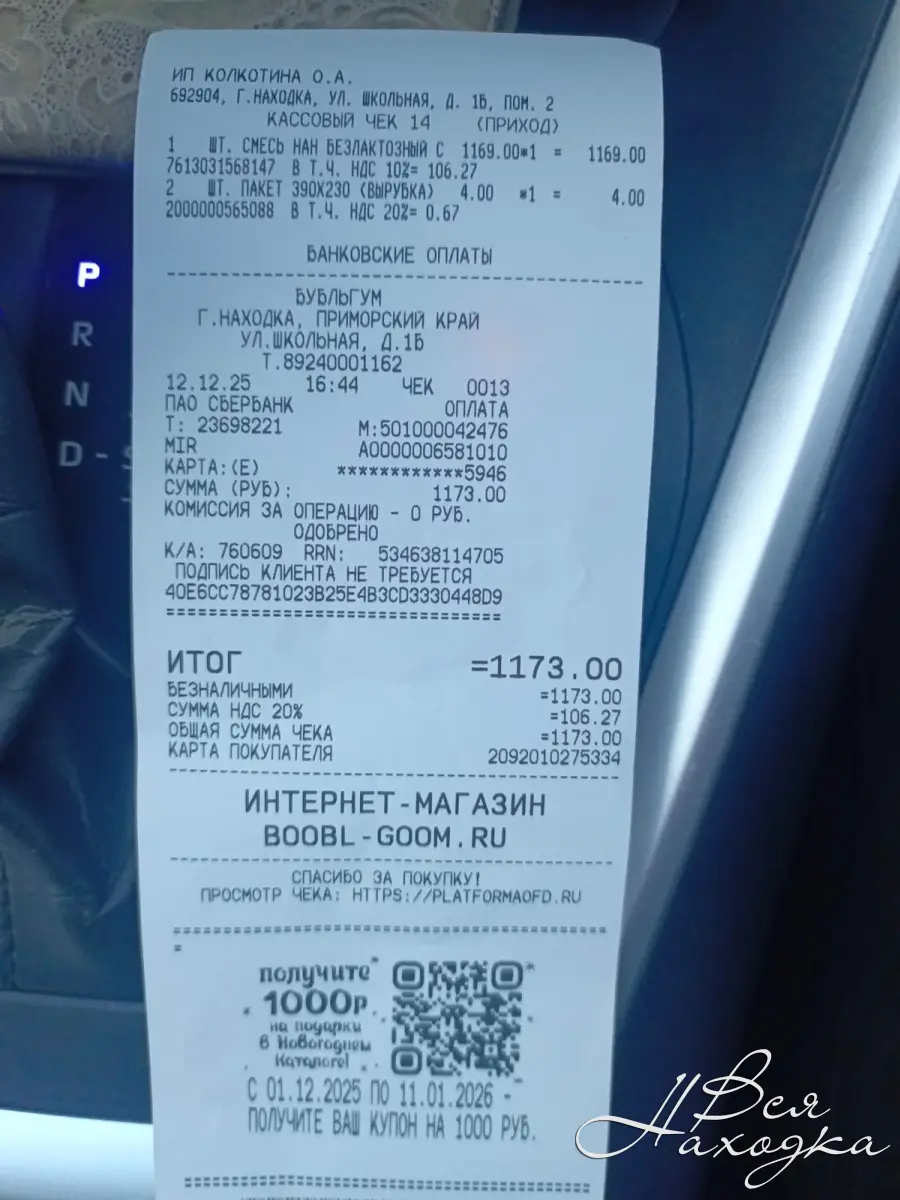 ИП КОЛКОТИНА О.А.
692904, Г.НАХОДКА, УЛ. ШКОЛЬНАЯ, Д. 1Б, ПОМ. 2
КАССОВЫЙ ЧЕК 14 (ПРИХОД)
1 ШТ. СМЕСЬ НАН БЕЗЛАКТОЗНЫЙ С 1169.00*1 = 1169.00
7613031568147 В Т.Ч. НДС 10%= 106.27
2 ШТ. ПАКЕТ 390Х230 (ВЫРУБКА) 4.00 *1 = 4.00
2000000565088 В Т.Ч. НДС 20%= 0.67
БАНКОВСКИЕ ОПЛАТЫ
БУБЛЬГУМ
Г.НАХОДКА, ПРИМОРСКИЙ КРАЙ
УЛ.ШКОЛЬНАЯ, Д.1Б
Т.89240001162
12.12.25 16:44 ЧЕК 0013
ПАО СБЕРБАНК ОПЛАТА
Т: 23698221 М:501000042476
MIR A0000006581010
КАРТА:(Е) ************5946
СУММА (РУБ): 1173.00
КОМИССИЯ ЗА ОПЕРАЦИЮ - 0 РУБ.
ОДОБРЕНО
К/А: 760609 RRN: 534638114705
ПОДПИСЬ КЛИЕНТА НЕ ТРЕБУЕТСЯ
40E6CC78781023B25E4B3CD3330448D9
==============================
ИТОГ =1173.00
БЕЗНАЛИЧНЫМИ =1173.00
СУММА НДС 20% =106.27
ОБЩАЯ СУММА ЧЕКА =1173.00
КАРТА ПОКУПАТЕЛЯ 2092010275334
ИНТЕРНЕТ-МАГАЗИН
BOOBL-GOOM.RU
СПАСИБО ЗА ПОКУПКУ!
ПРОСМОТР ЧЕКА: HTTPS://PLATFORMAOFD.RU
=
получите
1000р
на подарки
в Новогоднем
Каталоге!
С 01.12.2025 ПО 11.01.2026 -
ПОЛУЧИТЕ ВАШ КУПОН НА 1000 РУБ.
P
R
N
D-S
Вся
Находка